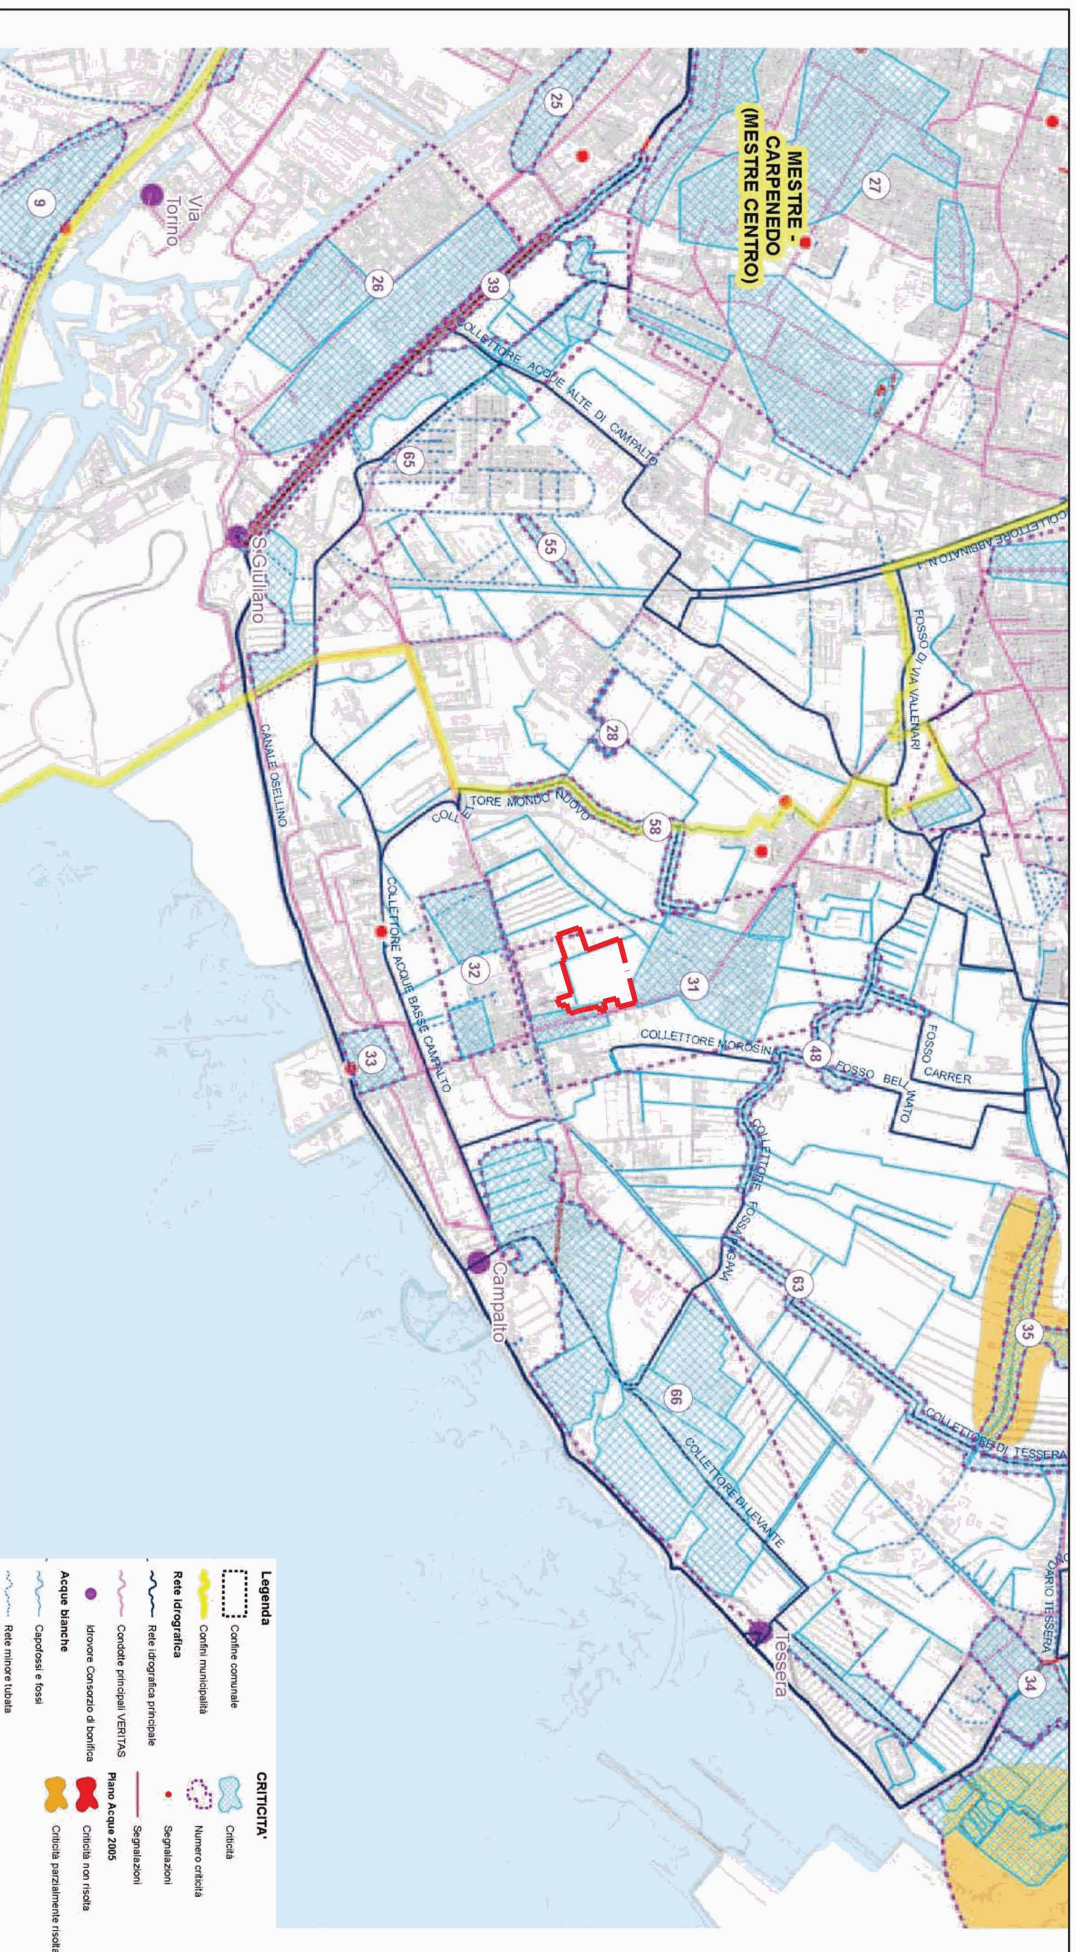 MESTRE -
CARPENEDO
(MESTRE CENTRO)
Via
Torino
S.Giuliano
Campalto
Tessera
25
27
9
26
39
65
55
28
58
31
32
33
48
63
35
66
34
COLLETTORE ACQUE ALTE DI CAMPALTO
COLLETTORE ABBINATO N. 1
FOSSO DI VIA VALLENARI
CANALE OSELLINO
COLLETTORE MONDO NUOVO
COLLETTORE ACQUE BASSE CAMPALTO
COLLETTORE MOROSINA
FOSSO CARRER
FOSSO BELLINATO
COLLETTORE FOSSA PAGANA
COLLETTORE DI TESSERA
COLLETTORE DI LEVANTE
TESSERA
Legenda
Confine comunale
Confini municipalità
Rete idrografica
Rete idrografica principale
Condotte principali VERITAS
Idrovore Consorzio di bonifica
Acque bianche
Capofossi e fossi
Rete minore tubata
CRITICITA'
Criticità
Numero criticità
Segnalazioni
Segnalazioni
Piano Acque 2005
Criticità non risolta
Criticità parzialmente risolta